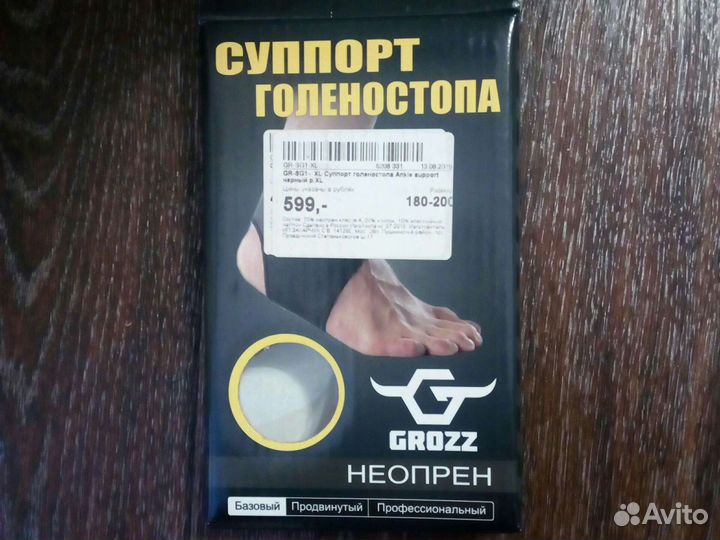 СУППОРТ
ГОЛЕНОСТОПА
GR-SG1-XL 13.08.2019
GR-SG1- XL Суппорт голеностопа Ankle support
черный р.XL
Цены указаны в рублях Размер
599,- 180-200
GROZZ
НЕОПРЕН
Базовый Продвинутый Профессиональный
Avito